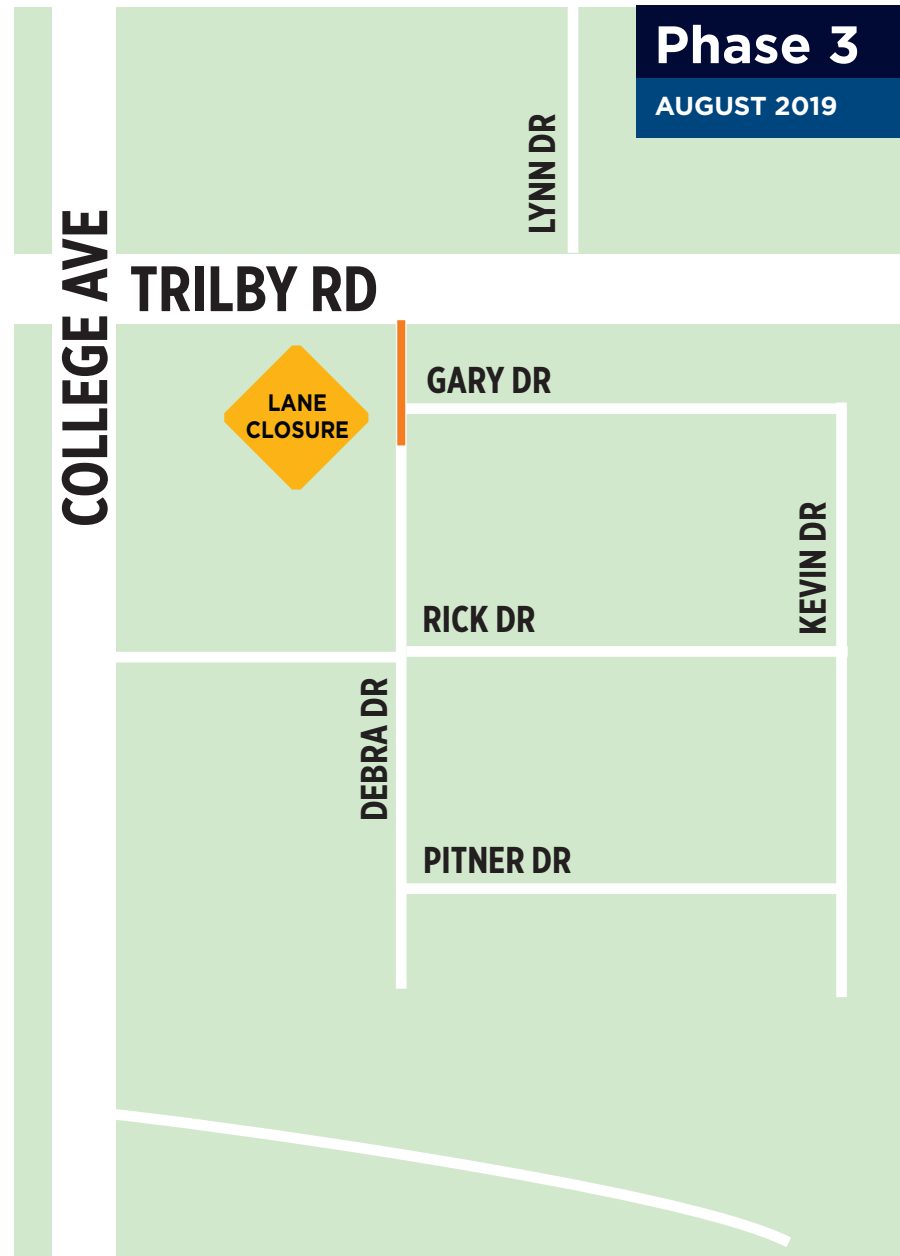 Phase 3
AUGUST 2019
LYNN DR
COLLEGE AVE
TRILBY RD
GARY DR
LANE
CLOSURE
KEVIN DR
RICK DR
DEBRA DR
PITNER DR